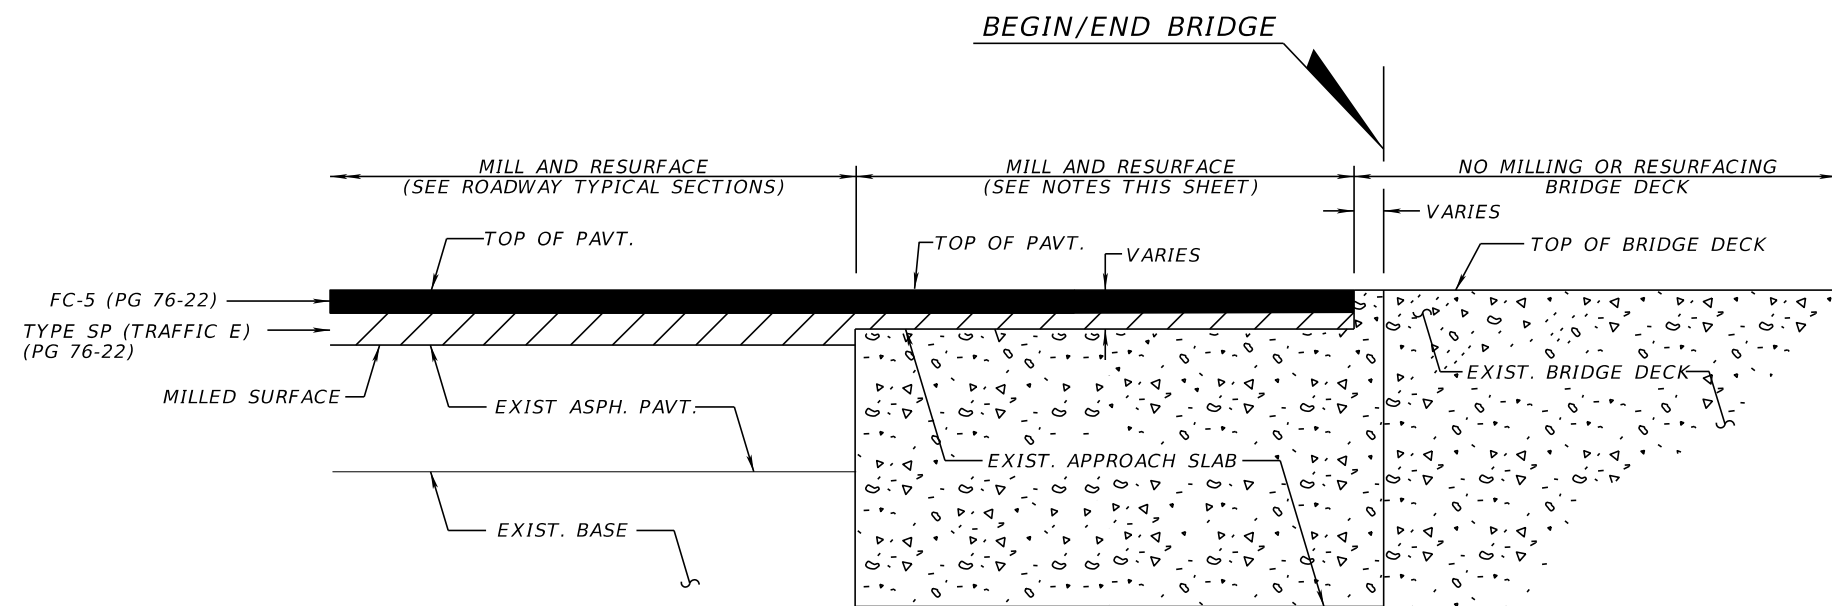 BEGIN/END BRIDGE
MILL AND RESURFACE
(SEE ROADWAY TYPICAL SECTIONS)
MILL AND RESURFACE
(SEE NOTES THIS SHEET)
NO MILLING OR RESURFACING
BRIDGE DECK
VARIES
TOP OF PAVT.
TOP OF PAVT.
VARIES
TOP OF BRIDGE DECK
FC-5 (PG 76-22)
TYPE SP (TRAFFIC E)
(PG 76-22)
MILLED SURFACE
EXIST ASPH. PAVT.
EXIST. BRIDGE DECK
EXIST. APPROACH SLAB
EXIST. BASE